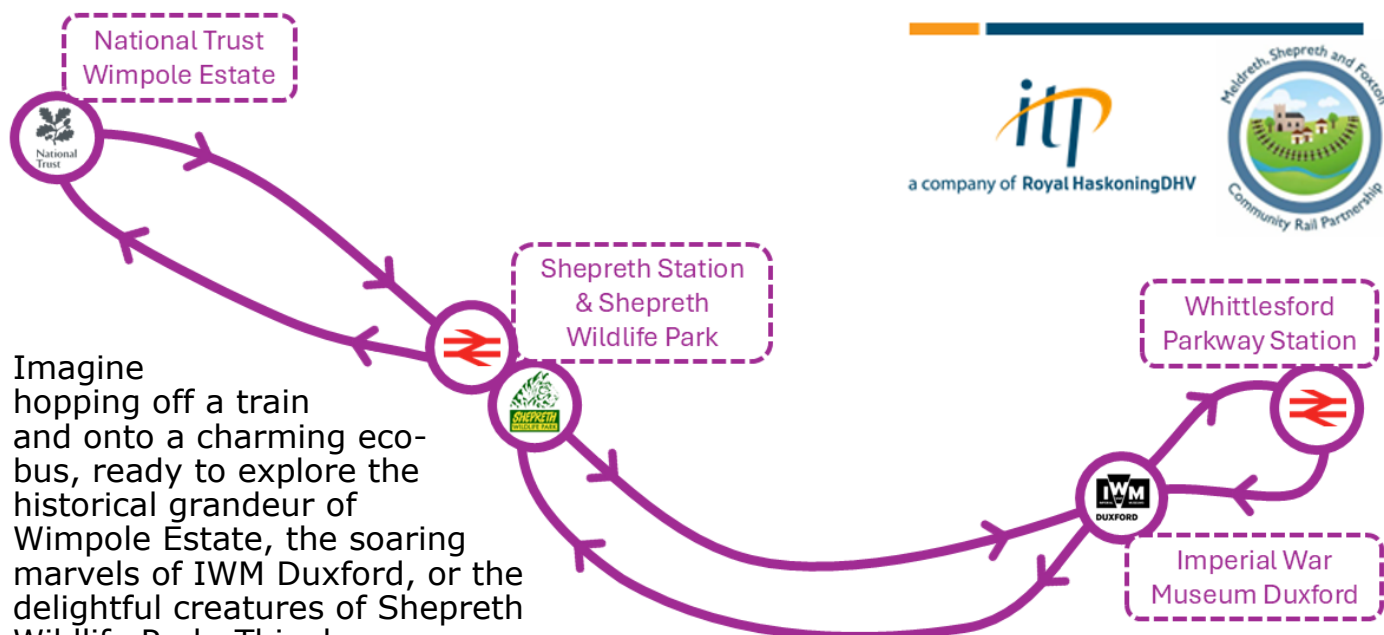 National Trust
Wimpole Estate
National
Trust
itp
a company of Royal HaskoningDHV
Meldreth, Shepreth and Foxton
Community Rail Partnership
Shepreth Station
& Shepreth
Wildlife Park
SHEPRETH
WILDLIFE PARK
Whittlesford
Parkway Station
IWM
DUXFORD
Imperial War
Museum Duxford
Imagine
hopping off a train
and onto a charming eco-
bus, ready to explore the
historical grandeur of
Wimpole Estate, the soaring
marvels of IWM Duxford, or the
delightful creatures of Shepreth